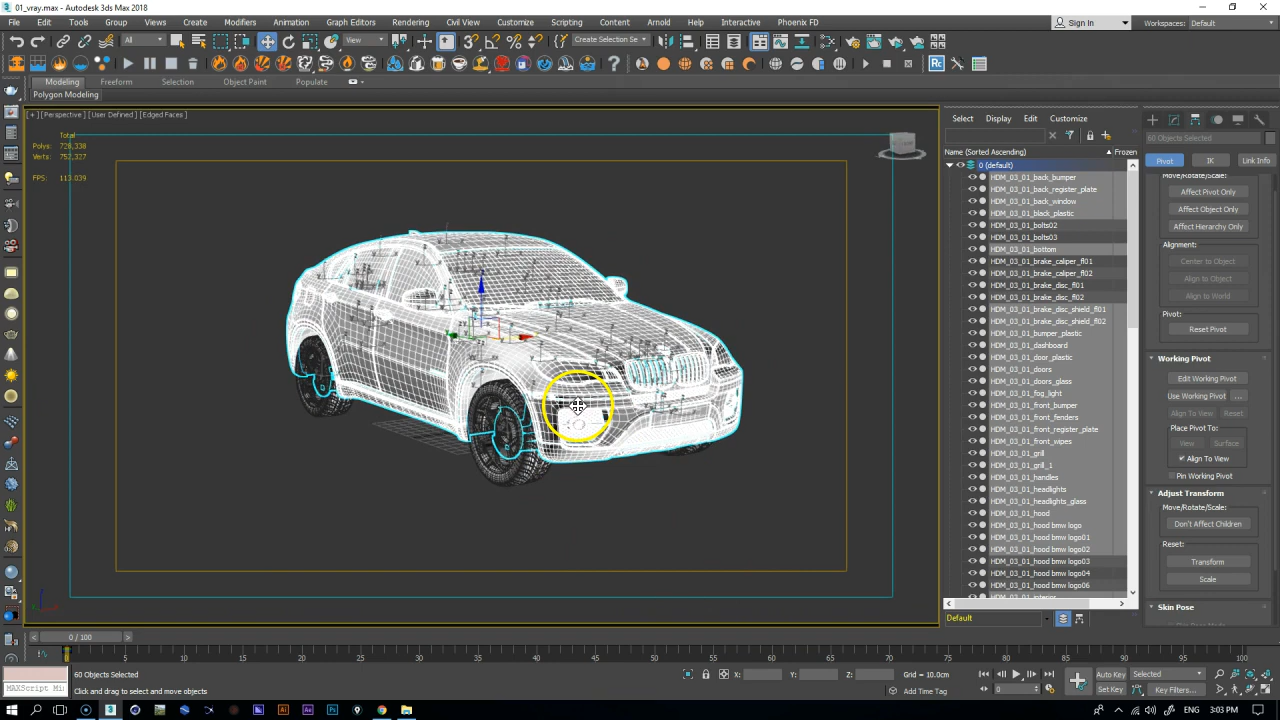 01_vray.max - Autodesk 3ds Max 2018
File Edit Tools Group Views Create Modifiers Animation Graph Editors Rendering Civil View Customize Scripting Content Arnold Help Interactive Phoenix FD
Sign In Workspaces: Default
All View Create Selection Se
Modeling Freeform Selection Object Paint Populate
Polygon Modeling
[+][Perspective][User Defined][Edged Faces]
Total
Polys: 728,338
Verts: 752,327
FPS: 113.039
Select Display Edit Customize
Name (Sorted Ascending) Frozen
0 (default)
HDM_03_01_back_bumper
HDM_03_01_back_register_plate
HDM_03_01_back_window
HDM_03_01_black_plastic
HDM_03_01_bolts02
HDM_03_01_bolts03
HDM_03_01_bottom
HDM_03_01_brake_caliper_fl01
HDM_03_01_brake_caliper_fl02
HDM_03_01_brake_disc_fl01
HDM_03_01_brake_disc_fl02
HDM_03_01_brake_disc_shield_fl01
HDM_03_01_brake_disc_shield_fl02
HDM_03_01_bumper_plastic
HDM_03_01_dashboard
HDM_03_01_door_plastic
HDM_03_01_doors
HDM_03_01_doors_glass
HDM_03_01_fog_light
HDM_03_01_front_bumper
HDM_03_01_front_fenders
HDM_03_01_front_register_plate
HDM_03_01_front_wipes
HDM_03_01_grill
HDM_03_01_grill_1
HDM_03_01_handles
HDM_03_01_headlights
HDM_03_01_headlights_glass
HDM_03_01_hood
HDM_03_01_hood bmw logo
HDM_03_01_hood bmw logo01
HDM_03_01_hood bmw logo02
HDM_03_01_hood bmw logo03
HDM_03_01_hood bmw logo04
HDM_03_01_hood bmw logo06
HDM_03_01_interior
Default
60 Objects Selected
Pivot IK Link Info
Move/Rotate/Scale:
Affect Pivot Only
Affect Object Only
Affect Hierarchy Only
Alignment:
Center to Object
Align to Object
Align to World
Pivot:
Reset Pivot
Working Pivot
Edit Working Pivot
Use Working Pivot ...
Align To View Reset
Place Pivot To:
View Surface
Align To View
Pin Working Pivot
Adjust Transform
Move/Rotate/Scale:
Don't Affect Children
Reset:
Transform
Scale
Skin Pose
0 / 100
0 5 10 15 20 25 30 35 40 45 50 55 60 65 70 75 80 85 90 95 100
60 Objects Selected X: Y: Z: Grid = 10.0cm Auto Key Selected
MAXScript Min Click and drag to select and move objects Add Time Tag 0 Set Key Key Filters...
ENG 3:03 PM